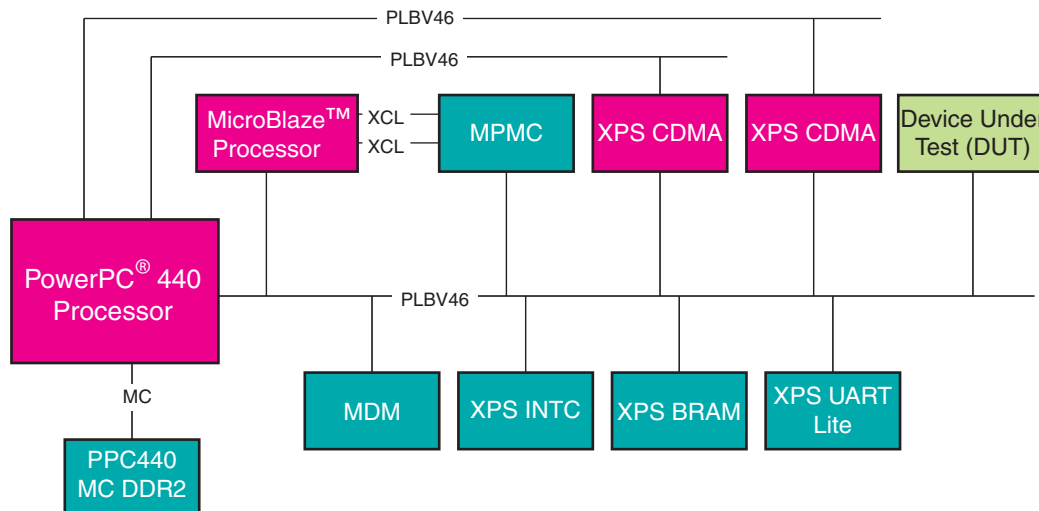 PLBV46
PLBV46
MicroBlaze™
Processor
XCL
XCL
MPMC
XPS CDMA
XPS CDMA
Device Under
Test (DUT)
PowerPC® 440
Processor
PLBV46
MC
MDM
XPS INTC
XPS BRAM
XPS UART
Lite
PPC440
MC DDR2